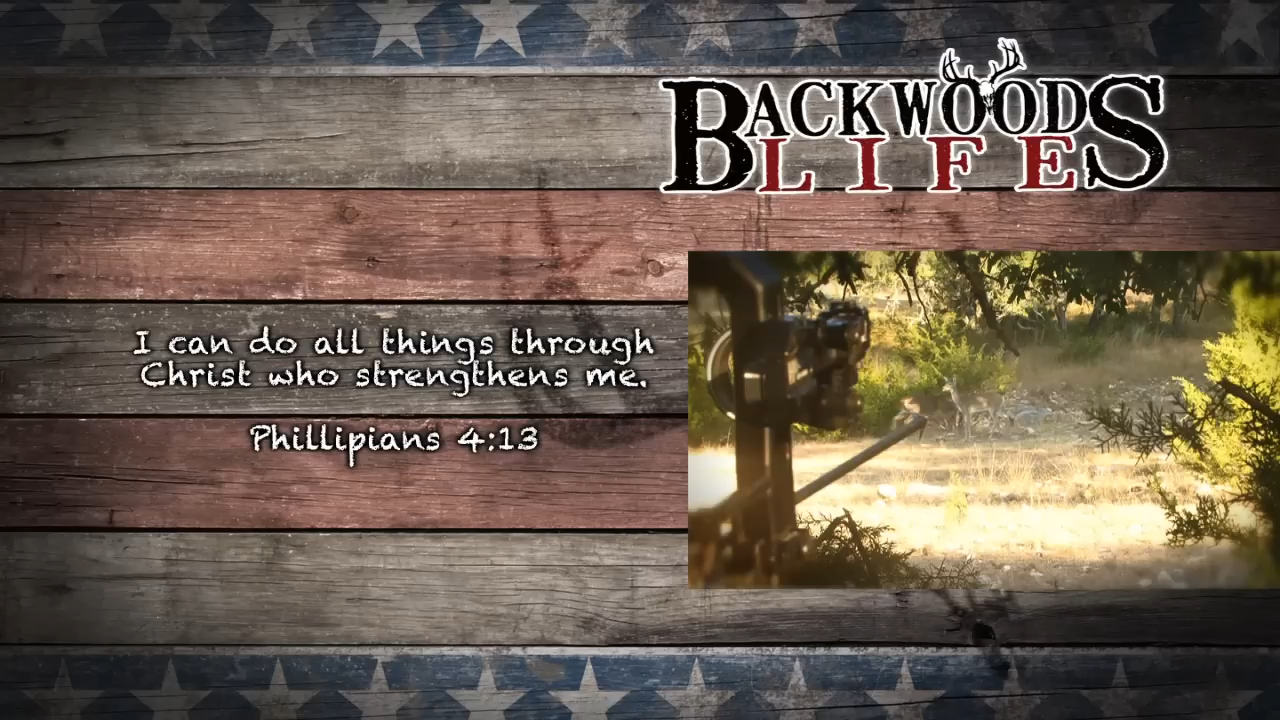 BACKWOODS
LIFE
I can do all things through
Christ who strengthens me.
Phillipians 4:13